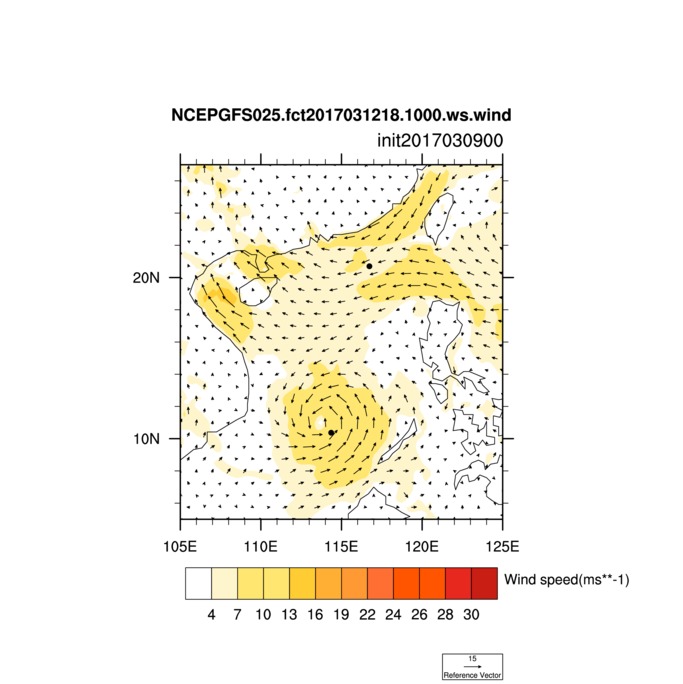 NCEPGFS025.fct2017031218.1000.ws.wind
init2017030900
20N
10N
105E 110E 115E 120E 125E
Wind speed(ms**-1)
4 7 10 13 16 19 22 24 26 28 30
15
Reference Vector